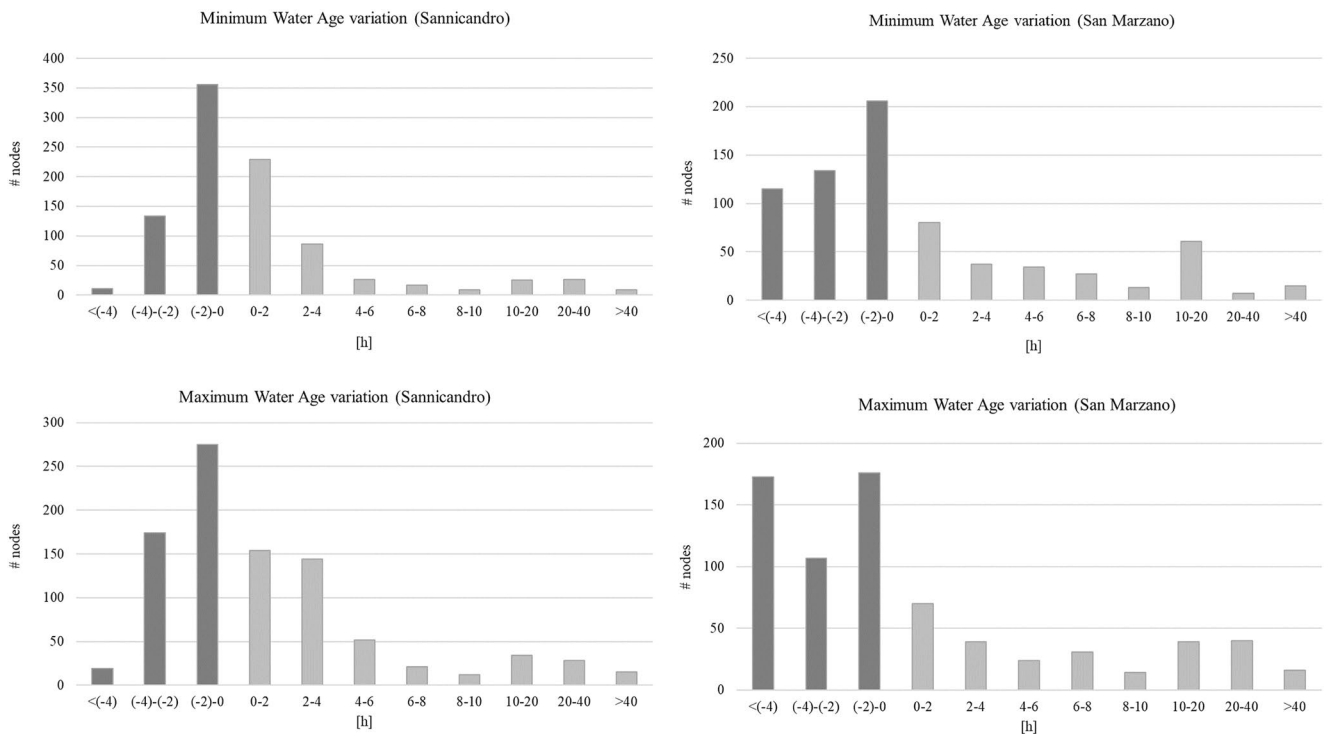 Minimum Water Age variation (Sannicandro)
400
350
300
250
200
150
100
50
0
# nodes
<(-4) (-4)-(-2) (-2)-0 0-2 2-4 4-6 6-8 8-10 10-20 20-40 >40
[h]
Minimum Water Age variation (San Marzano)
250
200
150
100
50
0
# nodes
<(-4) (-4)-(-2) (-2)-0 0-2 2-4 4-6 6-8 8-10 10-20 20-40 >40
[h]
Maximum Water Age variation (Sannicandro)
300
250
200
150
100
50
0
# nodes
<(-4) (-4)-(-2) (-2)-0 0-2 2-4 4-6 6-8 8-10 10-20 20-40 >40
[h]
Maximum Water Age variation (San Marzano)
200
150
100
50
0
# nodes
<(-4) (-4)-(-2) (-2)-0 0-2 2-4 4-6 6-8 8-10 10-20 20-40 >40
[h]